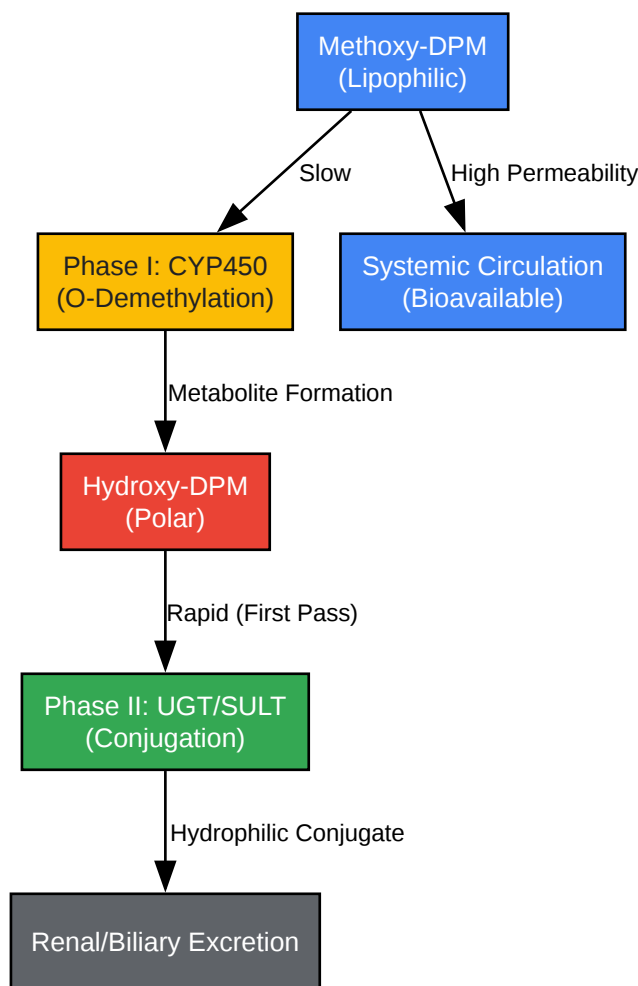 Methoxy-DPM
(Lipophilic)
Slow
High Permeability
Phase I: CYP450
(O-Demethylation)
Systemic Circulation
(Bioavailable)
Metabolite Formation
Hydroxy-DPM
(Polar)
Rapid (First Pass)
Phase II: UGT/SULT
(Conjugation)
Hydrophilic Conjugate
Renal/Biliary Excretion